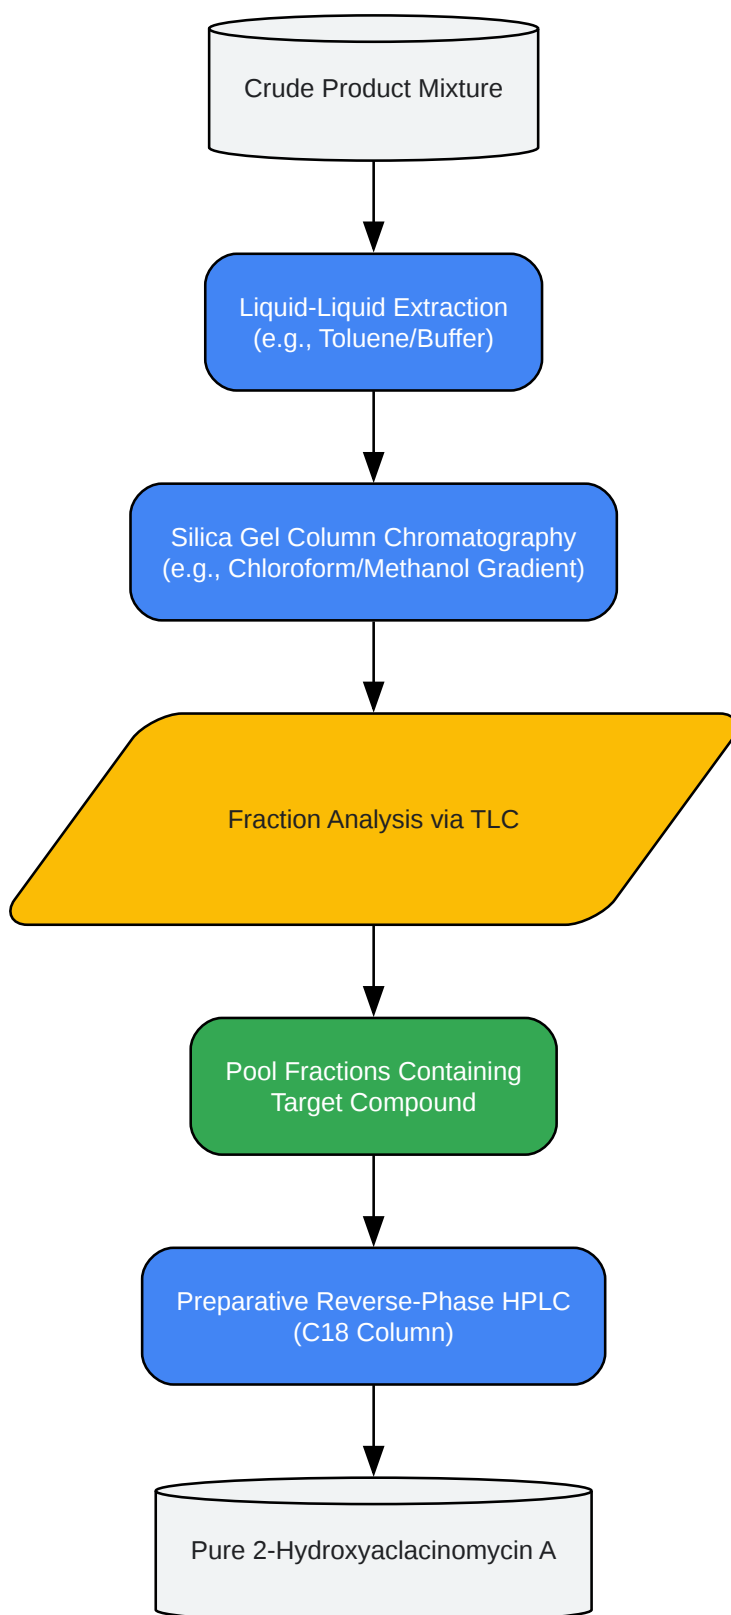 Crude Product Mixture
Liquid-Liquid Extraction
(e.g., Toluene/Buffer)
Silica Gel Column Chromatography
(e.g., Chloroform/Methanol Gradient)
Fraction Analysis via TLC
Pool Fractions Containing
Target Compound
Preparative Reverse-Phase HPLC
(C18 Column)
Pure 2-Hydroxyaclacinomycin A